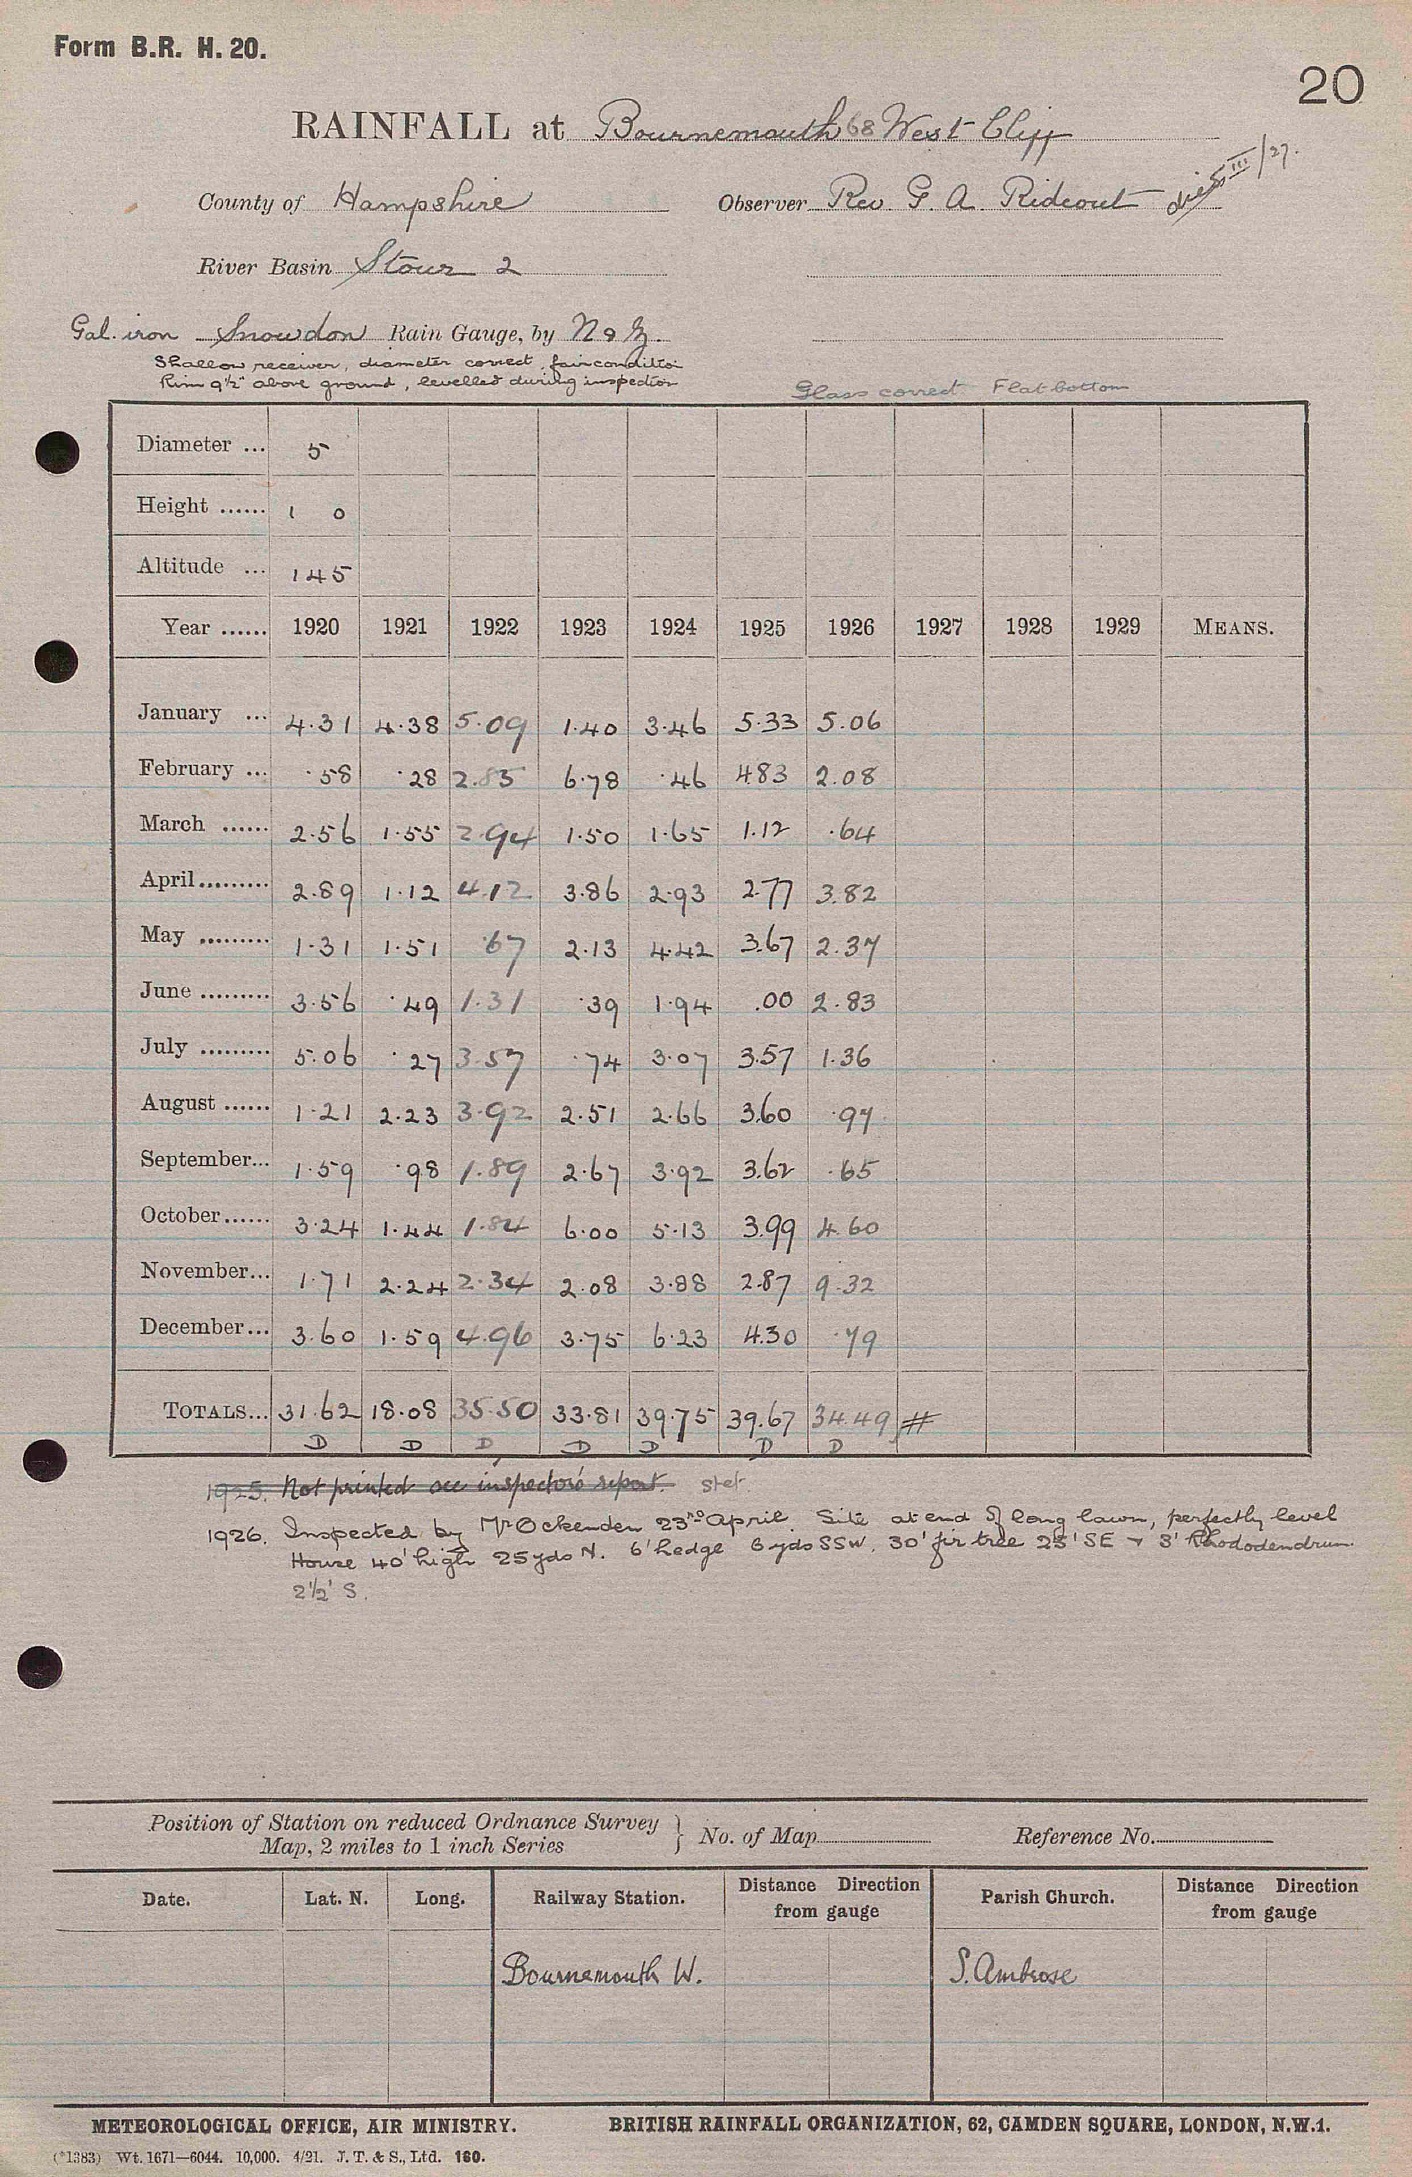 Form B.R. H. 20.
20
RAINFALL at Bournemouth 68 West Cliff
County of Hampshire Observer Rev. G. A. Rideout died III/27.
River Basin Stour 2
Gal. iron Snowdon Rain Gauge, by N & Z.
Shallow receiver, diameter correct, fair condition
Rim 9½" above ground, levelled during inspection
Glass correct Flat bottom
Diameter ... 5
Height ...... 1 0
Altitude ... 145
Year ...... 1920 1921 1922 1923 1924 1925 1926 1927 1928 1929 MEANS.
January ... 4.31 4.38 5.09 1.40 3.46 5.33 5.06
February ... .58 .28 2.85 6.78 .46 4.83 2.08
March ...... 2.56 1.55 2.94 1.50 1.65 1.12 .64
April......... 2.89 1.12 4.12 3.86 2.93 2.77 3.82
May ......... 1.31 1.51 .67 2.13 4.42 3.67 2.37
June ......... 3.56 .49 1.31 .39 1.94 .00 2.83
July ......... 5.06 .27 3.57 .74 3.07 3.57 1.36
August ...... 1.21 2.23 3.92 2.51 2.66 3.60 .97
September... 1.59 .98 1.89 2.67 3.92 3.62 .65
October...... 3.24 1.44 1.84 6.00 5.13 3.99 4.60
November... 1.71 2.24 2.34 2.08 3.88 2.87 9.32
December... 3.60 1.59 4.96 3.75 6.23 4.30 .79
TOTALS... 31.62 18.08 35.50 33.81 39.75 39.67 34.49 #
D D D D D D D
1925. Not printed see inspector's report. stet
1926. Inspected by Mr Ockenden 23rd April. Site at end of long lawn, perfectly level
House 40' high 25 yds N. 6' hedge 6 yds SSW. 30' fir tree 25' SE + 3' Rhododendrum
2½' S.
Position of Station on reduced Ordnance Survey
Map, 2 miles to 1 inch Series } No. of Map Reference No.
Date. Lat. N. Long. Railway Station. Distance Direction from gauge Parish Church. Distance Direction from gauge
Bournemouth W. S. Ambrose
METEOROLOGICAL OFFICE, AIR MINISTRY. BRITISH RAINFALL ORGANIZATION, 62, CAMDEN SQUARE, LONDON, N.W.1.
(*1383) Wt. 1671—6044. 10,000. 4/21. J. T. & S., Ltd. 160.